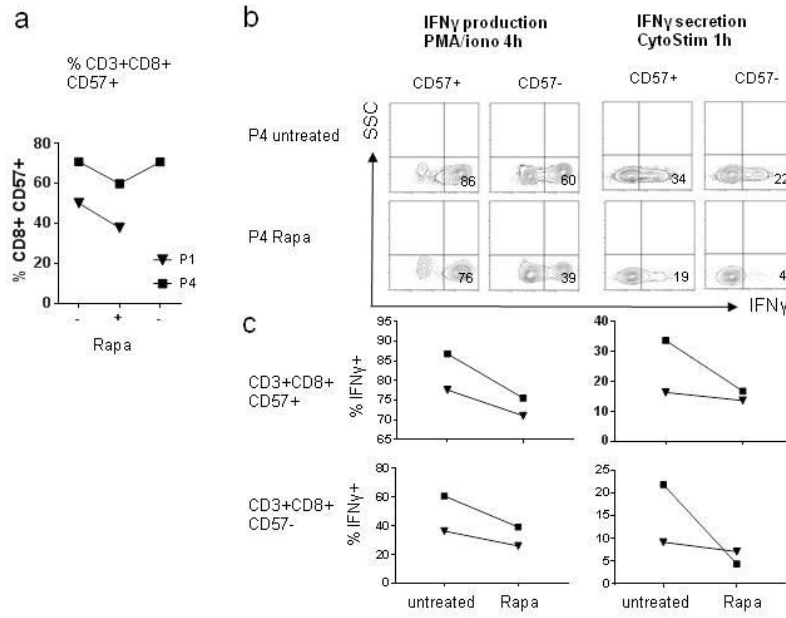 a
% CD3+CD8+
CD57+
% CD8+ CD57+
80
60
40
20
0
- + -
Rapa
P1
P4
b
IFNγ production
PMA/iono 4h
IFNγ secretion
CytoStim 1h
CD57+ CD57- CD57+ CD57-
SSC
P4 untreated
86 60 34 22
P4 Rapa
76 39 19 4
IFNγ
c
CD3+CD8+
CD57+
% IFNγ+
95
90
85
80
75
70
65
40
30
20
10
0
CD3+CD8+
CD57-
% IFNγ+
80
60
40
20
0
untreated Rapa
25
20
15
10
5
0
untreated Rapa